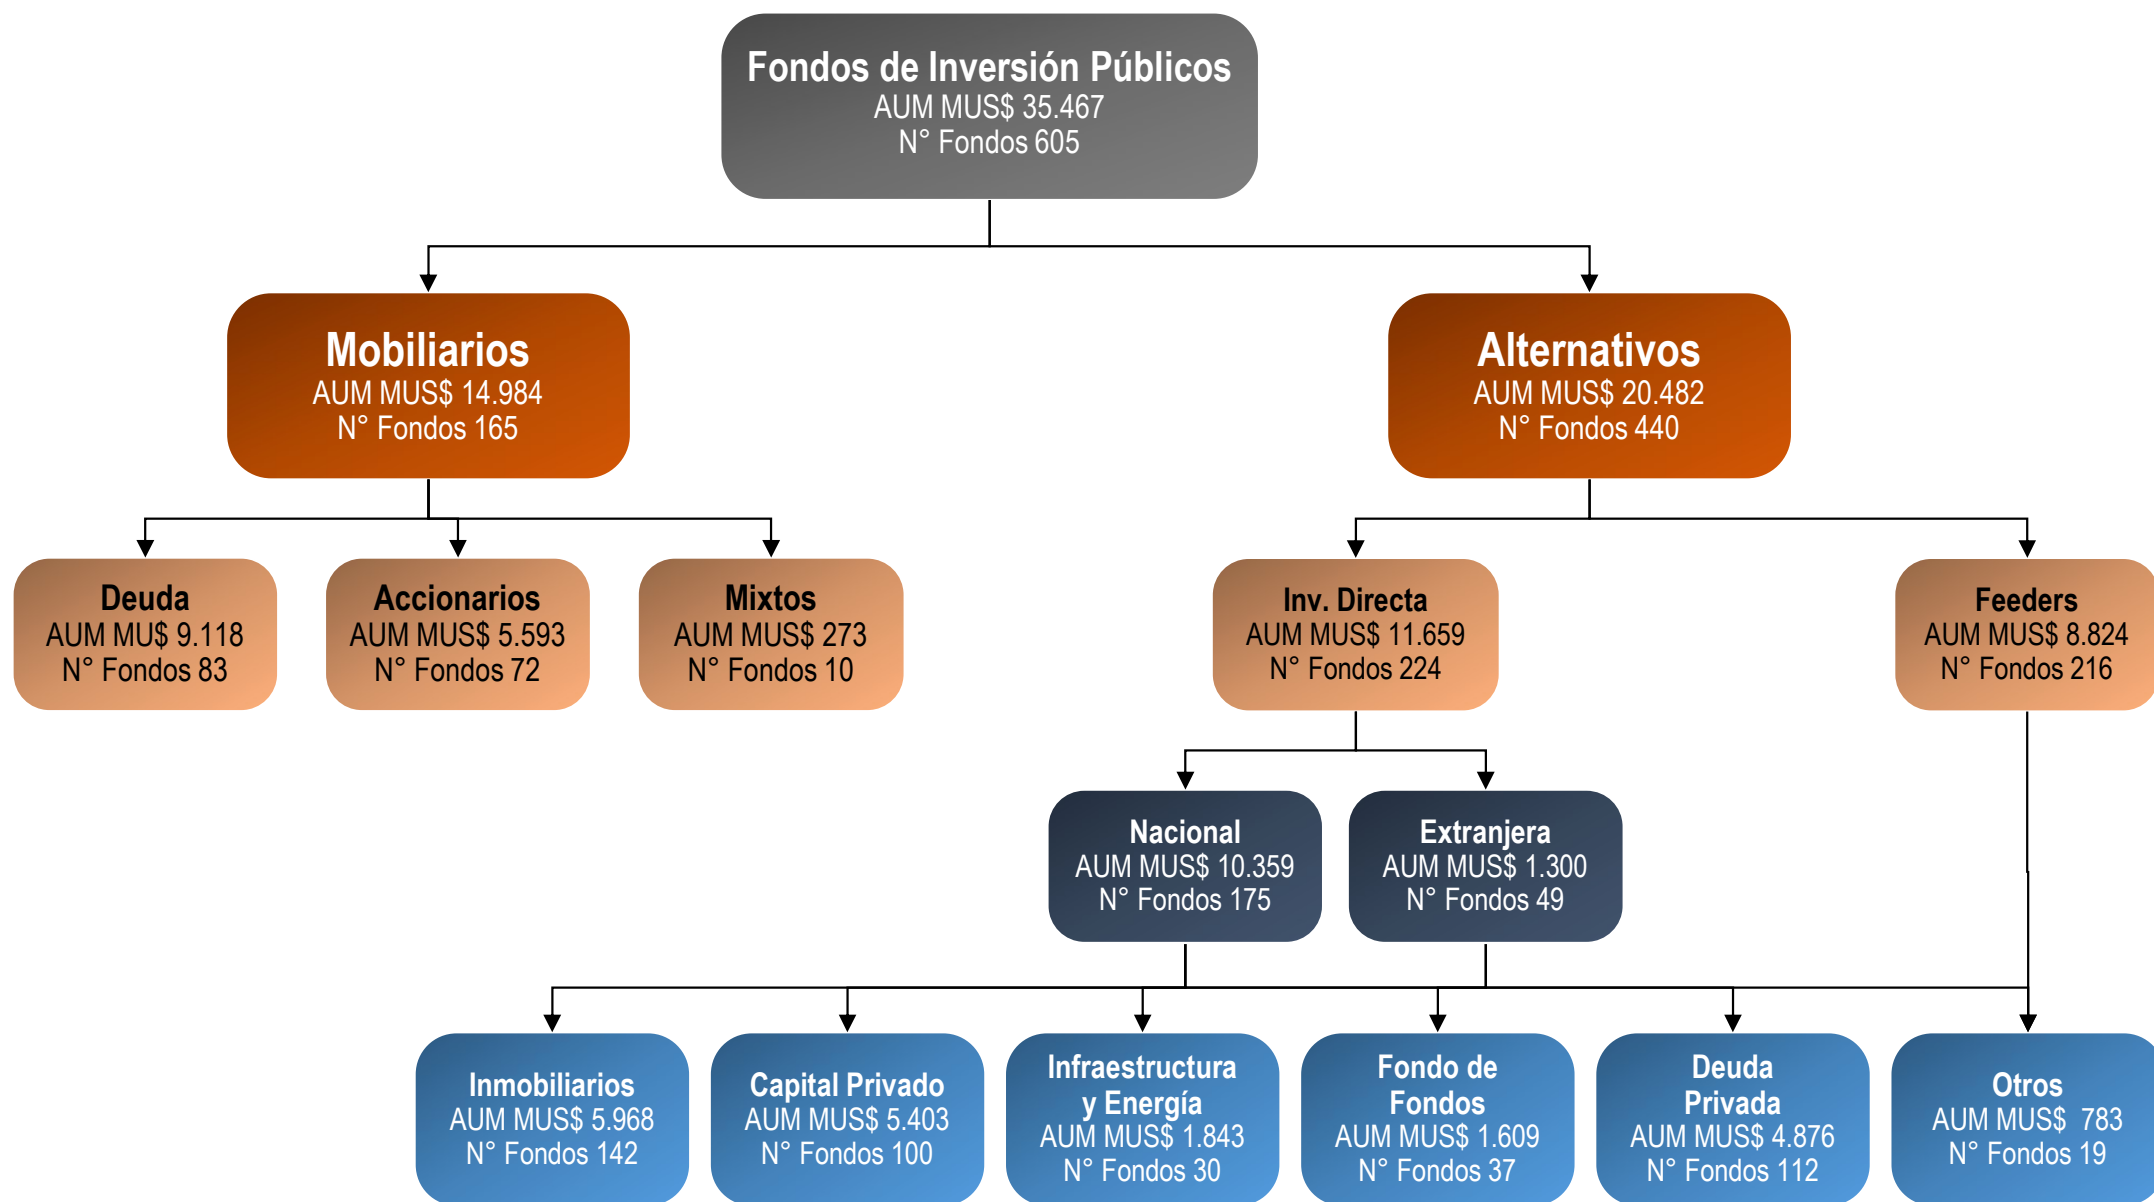 Fondos de Inversión Públicos
AUM MUS$ 35.467
N° Fondos 605
Mobiliarios
AUM MUS$ 14.984
N° Fondos 165
Alternativos
AUM MUS$ 20.482
N° Fondos 440
Deuda
AUM MU$ 9.118
N° Fondos 83
Accionarios
AUM MUS$ 5.593
N° Fondos 72
Mixtos
AUM MUS$ 273
N° Fondos 10
Inv. Directa
AUM MUS$ 11.659
N° Fondos 224
Feeders
AUM MUS$ 8.824
N° Fondos 216
Nacional
AUM MUS$ 10.359
N° Fondos 175
Extranjera
AUM MUS$ 1.300
N° Fondos 49
Inmobiliarios
AUM MUS$ 5.968
N° Fondos 142
Capital Privado
AUM MUS$ 5.403
N° Fondos 100
Infraestructura
y Energía
AUM MUS$ 1.843
N° Fondos 30
Fondo de
Fondos
AUM MUS$ 1.609
N° Fondos 37
Deuda
Privada
AUM MUS$ 4.876
N° Fondos 112
Otros
AUM MUS$ 783
N° Fondos 19